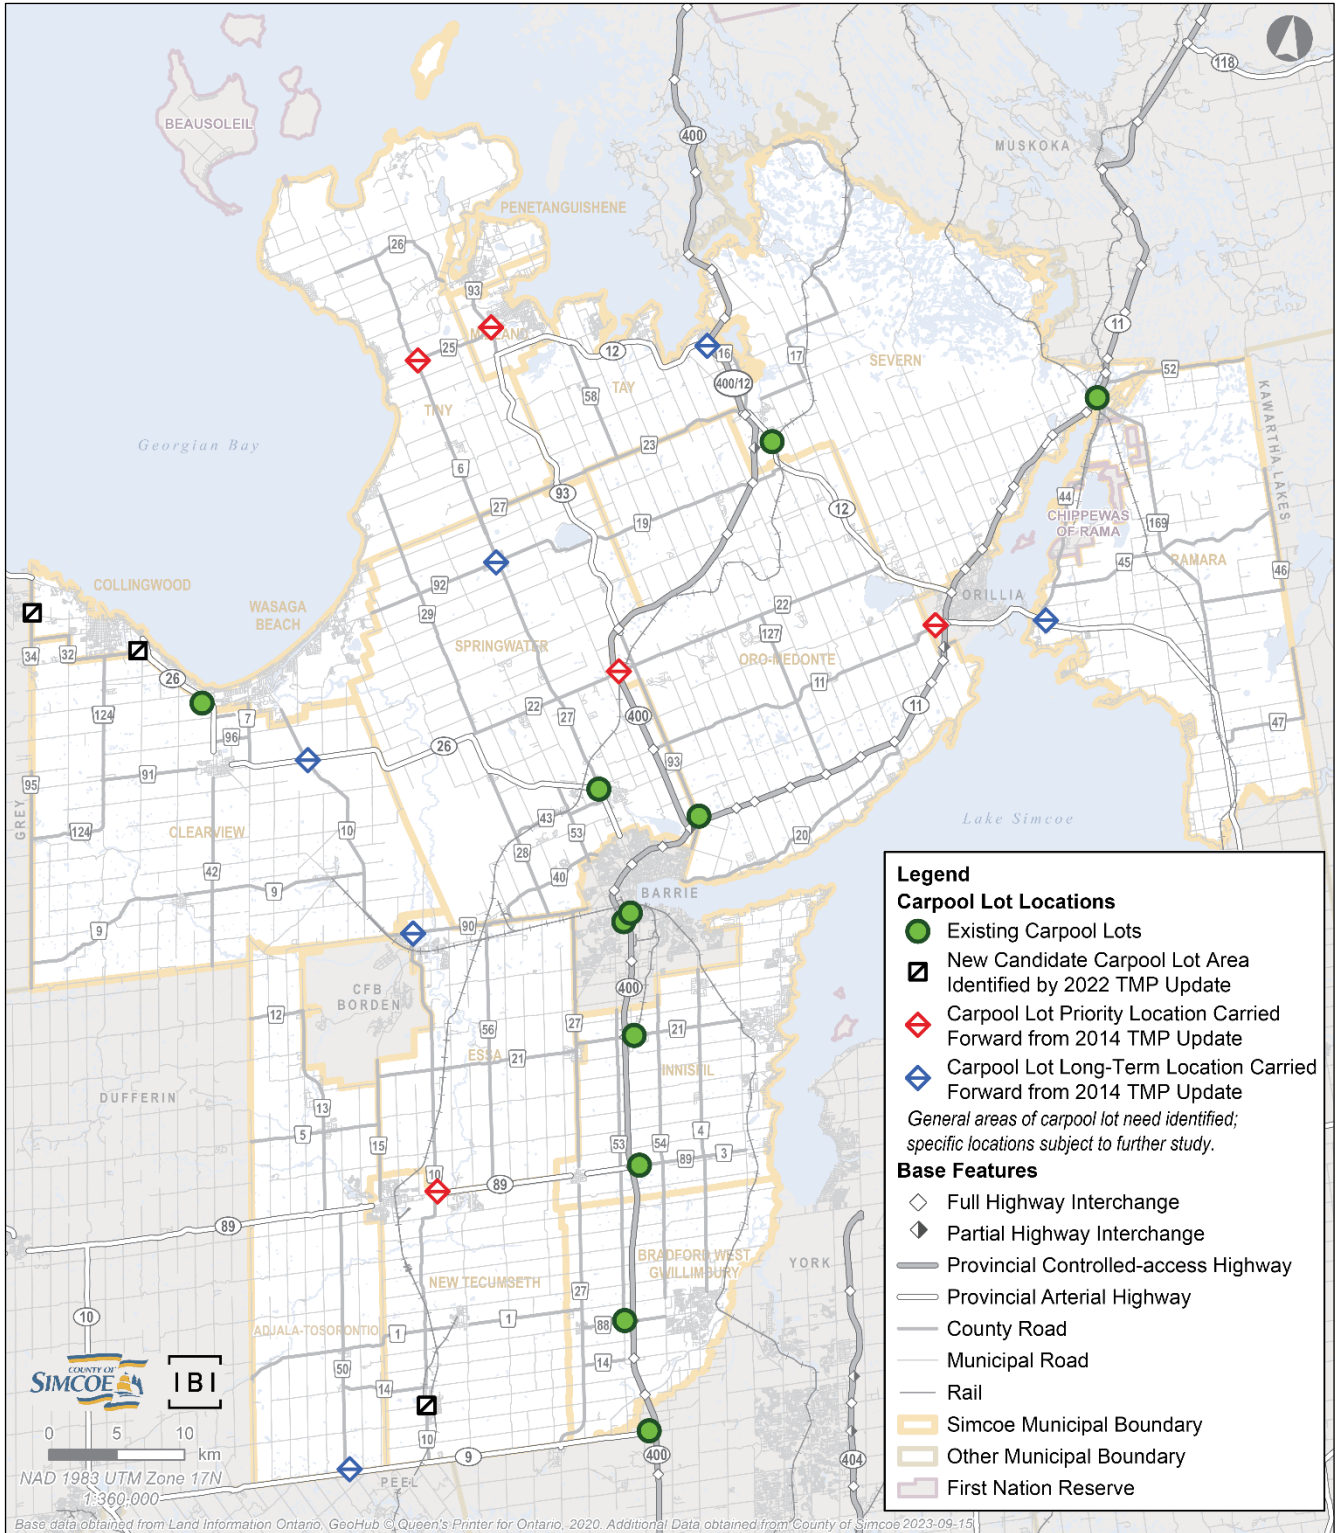 118
BEAUSOLEIL
400
MUSKOKA
PENETANGUISHENE
26
93
11
MIDLAND
25
12
16
17
SEVERN
52
400/12
TAY
58
TINY
KAWARTHA LAKES
Georgian Bay
23
6
93
44
27
12
19
CHIPPEWAS
OF RAMA
169
45
RAMARA
46
COLLINGWOOD
92
WASAGA
BEACH
29
22
ORILLIA
127
34
32
SPRINGWATER
ORO-MEDONTE
26
11
124
7
22
27
400
11
47
96
26
91
93
95
GREY
10
43
53
Lake Simcoe
124
CLEARVIEW
20
28
42
40
9
BARRIE
9
90
CFB
BORDEN
400
12
56
27
21
ESSA
21
INNISFIL
DUFFERIN
13
5
15
53
54
4
89
3
10
89
89
BRADFORD WEST
GWILLIMBURY
YORK
NEW TECUMSETH
27
10
1
88
ADJALA-TOSORONTIO
1
50
14
14
10
9
400
404
PEEL
Legend
Carpool Lot Locations
Existing Carpool Lots
New Candidate Carpool Lot Area
Identified by 2022 TMP Update
Carpool Lot Priority Location Carried
Forward from 2014 TMP Update
Carpool Lot Long-Term Location Carried
Forward from 2014 TMP Update
General areas of carpool lot need identified;
specific locations subject to further study.
Base Features
Full Highway Interchange
Partial Highway Interchange
Provincial Controlled-access Highway
Provincial Arterial Highway
County Road
Municipal Road
Rail
Simcoe Municipal Boundary
Other Municipal Boundary
First Nation Reserve
COUNTY OF
SIMCOE
IBI
0 5 10
km
NAD 1983 UTM Zone 17N
1:360,000
Base data obtained from Land Information Ontario, GeoHub © Queen's Printer for Ontario, 2020. Additional Data obtained from County of Simcoe 2023-09-15